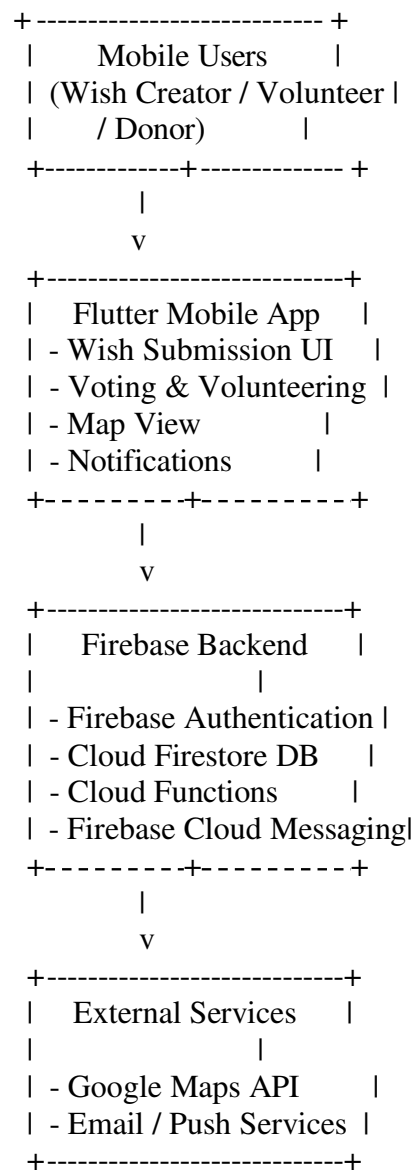 + ---------------------------- +
| Mobile Users |
| (Wish Creator / Volunteer |
| / Donor) |
+-------------+-------------- +
|
v
+-----------------------------+
| Flutter Mobile App |
| - Wish Submission UI |
| - Voting & Volunteering |
| - Map View |
| - Notifications |
+---------+---------+
|
v
+-----------------------------+
| Firebase Backend |
| |
| - Firebase Authentication |
| - Cloud Firestore DB |
| - Cloud Functions |
| - Firebase Cloud Messaging|
+---------+---------+
|
v
+-----------------------------+
| External Services |
| |
| - Google Maps API |
| - Email / Push Services |
+-----------------------------+